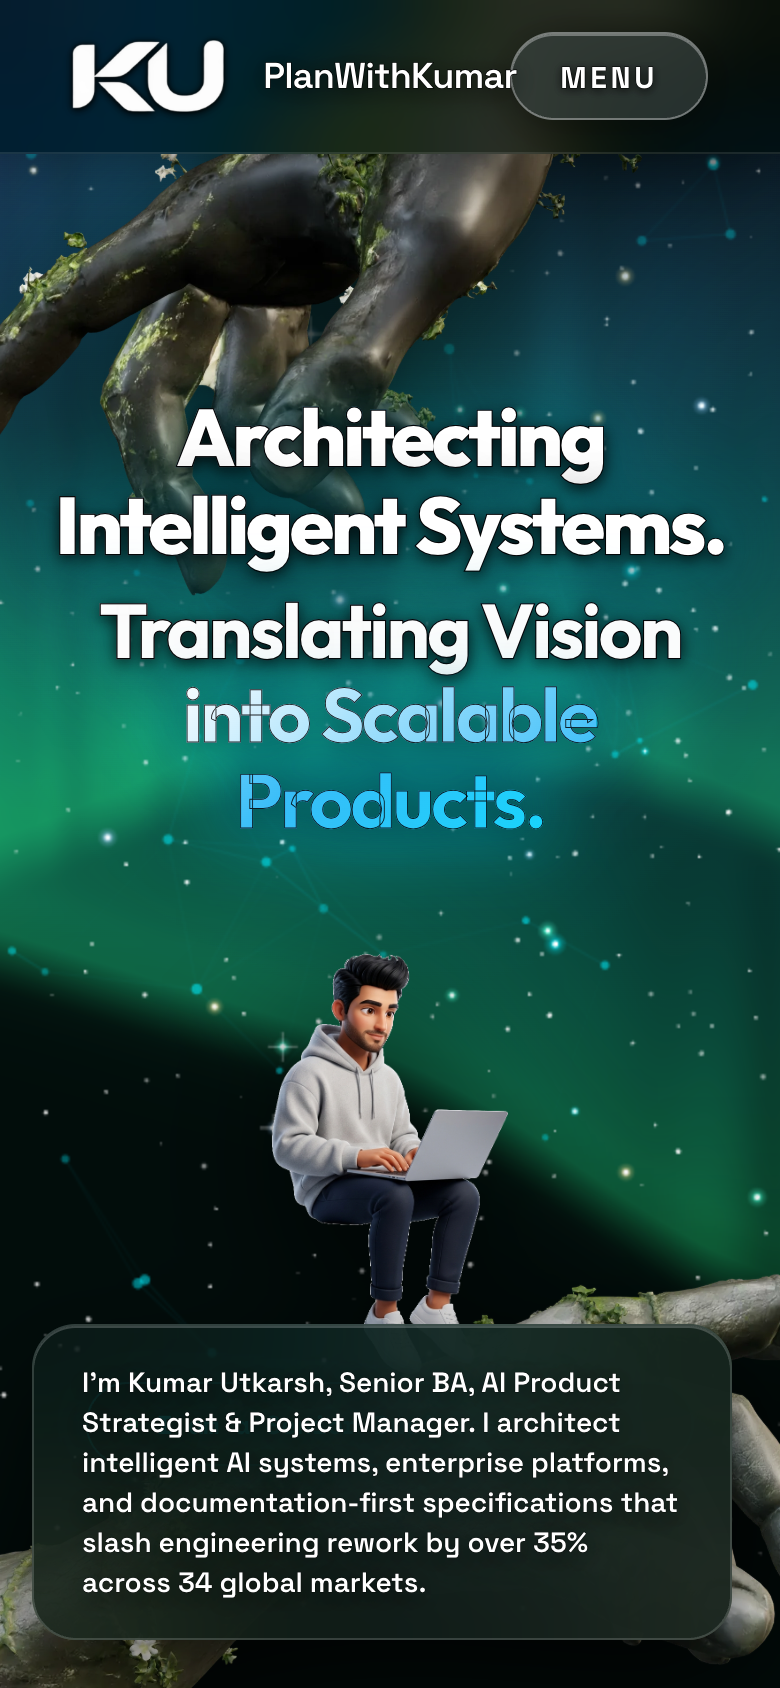 KU PlanWithKumar MENU
Architecting
Intelligent Systems.
Translating Vision
into Scalable
Products.
I'm Kumar Utkarsh, Senior BA, AI Product
Strategist & Project Manager. I architect
intelligent AI systems, enterprise platforms,
and documentation-first specifications that
slash engineering rework by over 35%
across 34 global markets.